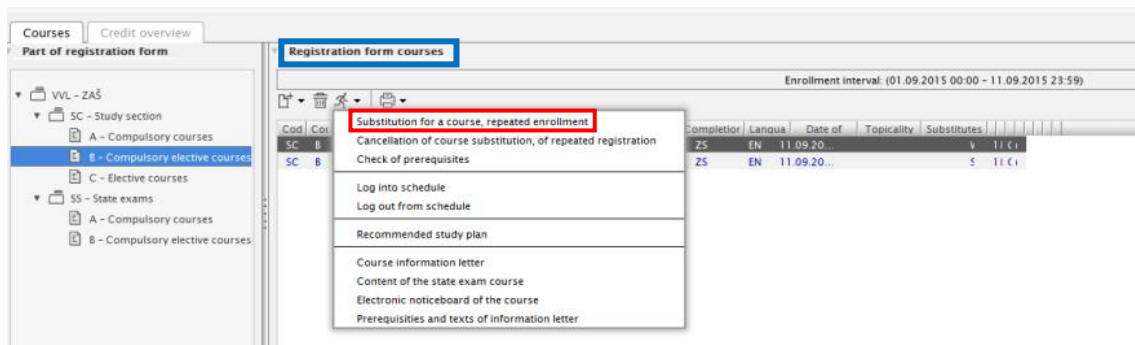 Courses Credit overview
Part of registration form
VVL - ZAŠ
SC - Study section
A - Compulsory courses
B - Compulsory elective courses
C - Elective courses
SS - State exams
A - Compulsory courses
B - Compulsory elective courses
Registration form courses
Enrollment interval: (01.09.2015 00:00 - 11.09.2015 23:59)
Cod Cou Completior Langua Date of Topicality Substitutes
SC B ZS EN 11.09.20...
SC B ZS EN 11.09.20...
Substitution for a course, repeated enrollment
Cancellation of course substitution, of repeated registration
Check of prerequisites
Log into schedule
Log out from schedule
Recommended study plan
Course information letter
Content of the state exam course
Electronic noticeboard of the course
Prerequisities and texts of information letter